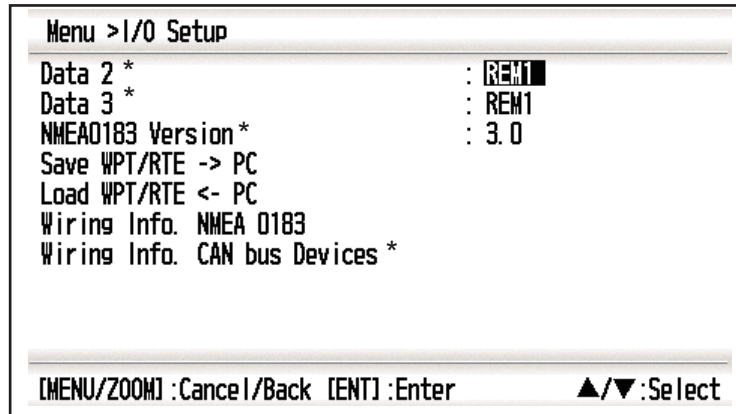 Menu >I/O Setup
Data 2 * : REM1
Data 3 * : REM1
NMEA0183 Version * : 3.0
Save WPT/RTE -> PC
Load WPT/RTE <- PC
Wiring Info. NMEA 0183
Wiring Info. CAN bus Devices *
[MENU/ZOOM] :Cancel/Back [ENT] :Enter ▲/▼ :Select